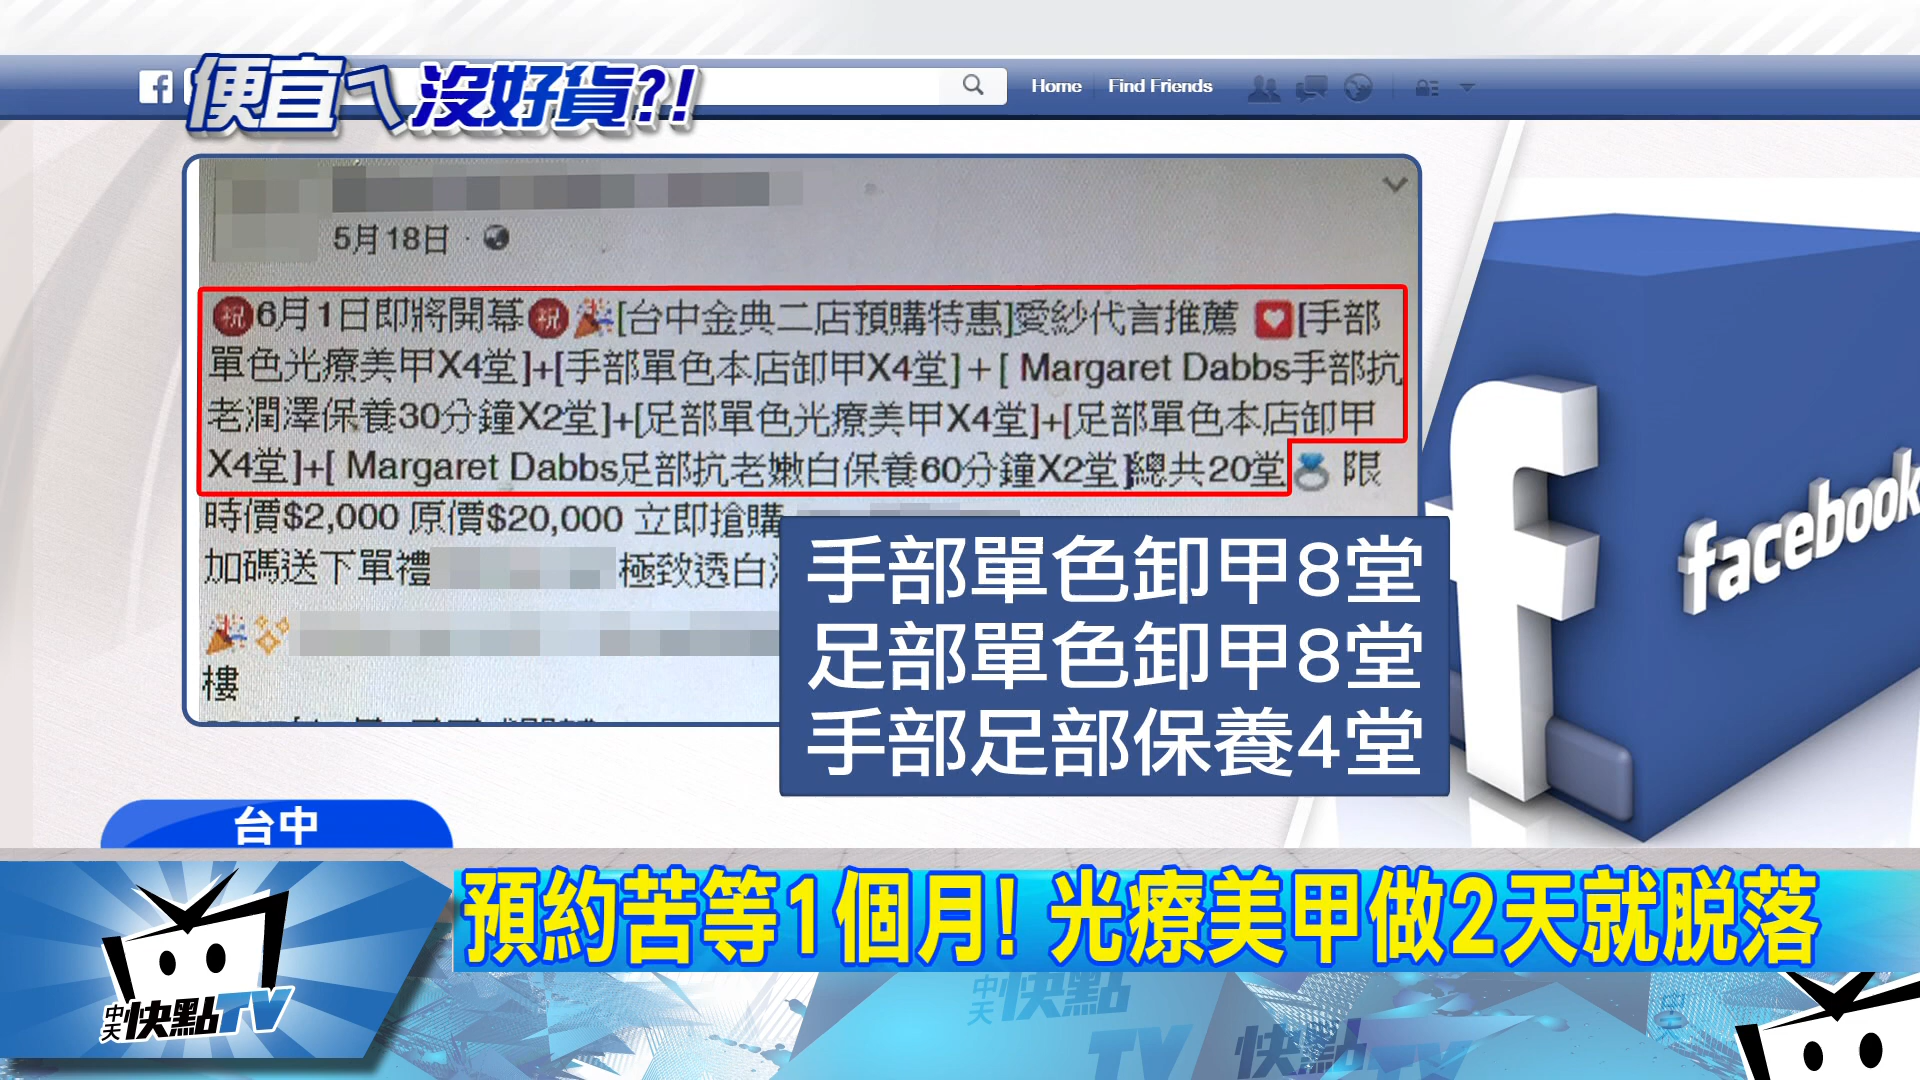 便宜ㄟ沒好貨?!
Home
Find Friends
5月18日
㊗6月1日即將開幕㊗🎉[台中金典二店預購特惠]愛紗代言推薦 💟[手部
單色光療美甲X4堂]+[手部單色本店卸甲X4堂]+[ Margaret Dabbs手部抗
老潤澤保養30分鐘X2堂]+[足部單色光療美甲X4堂]+[足部單色本店卸甲
X4堂]+[ Margaret Dabbs足部抗老嫩白保養60分鐘X2堂]總共20堂💍 限
時價$2,000 原價$20,000 立即搶購
加碼送下單禮 極致透白
樓
手部單色卸甲8堂
足部單色卸甲8堂
手部足部保養4堂
facebook
台中
預約苦等1個月! 光療美甲做2天就脫落
中天快點TV
中天快點TV
快點TV